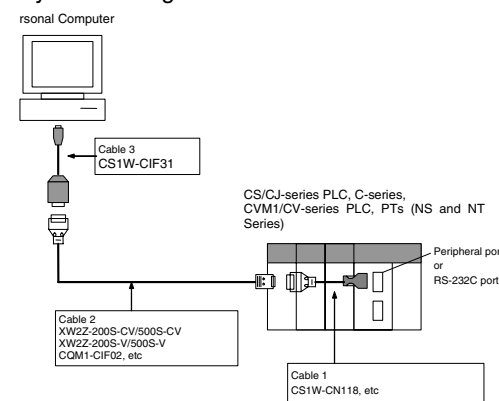 rsonal Computer
Cable 3
CS1W-CIF31
CS/CJ-series PLC, C-series,
CVM1/CV-series PLC, PTs (NS and NT
Series)
Peripheral por
or
RS-232C port
Cable 2
XW2Z-200S-CV/500S-CV
XW2Z-200S-V/500S-V
CQM1-CIF02, etc
Cable 1
CS1W-CN118, etc